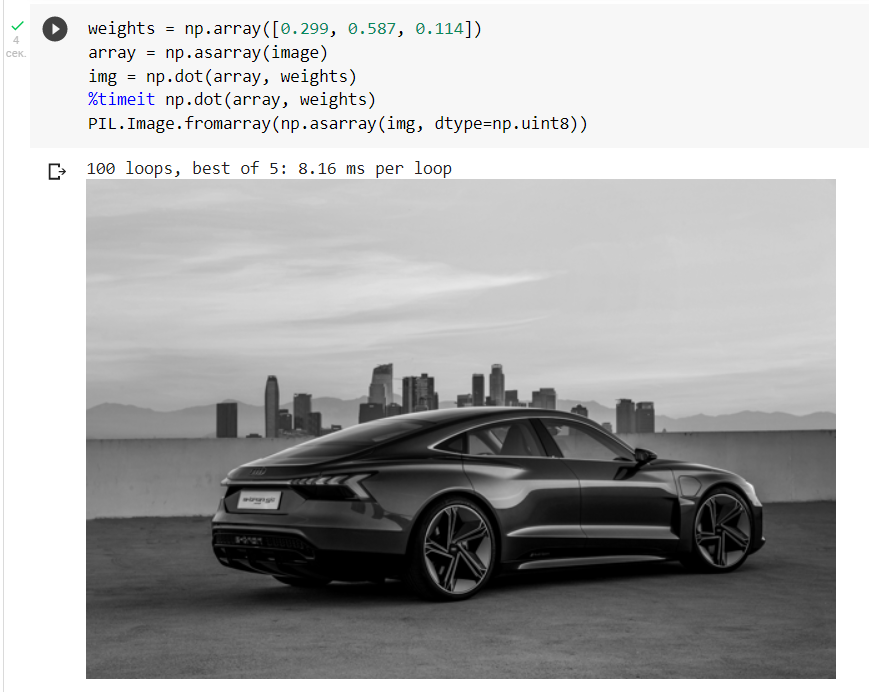 weights = np.array([0.299, 0.587, 0.114])
array = np.asarray(image)
img = np.dot(array, weights)
%timeit np.dot(array, weights)
PIL.Image.fromarray(np.asarray(img, dtype=np.uint8))
4
сек.
100 loops, best of 5: 8.16 ms per loop